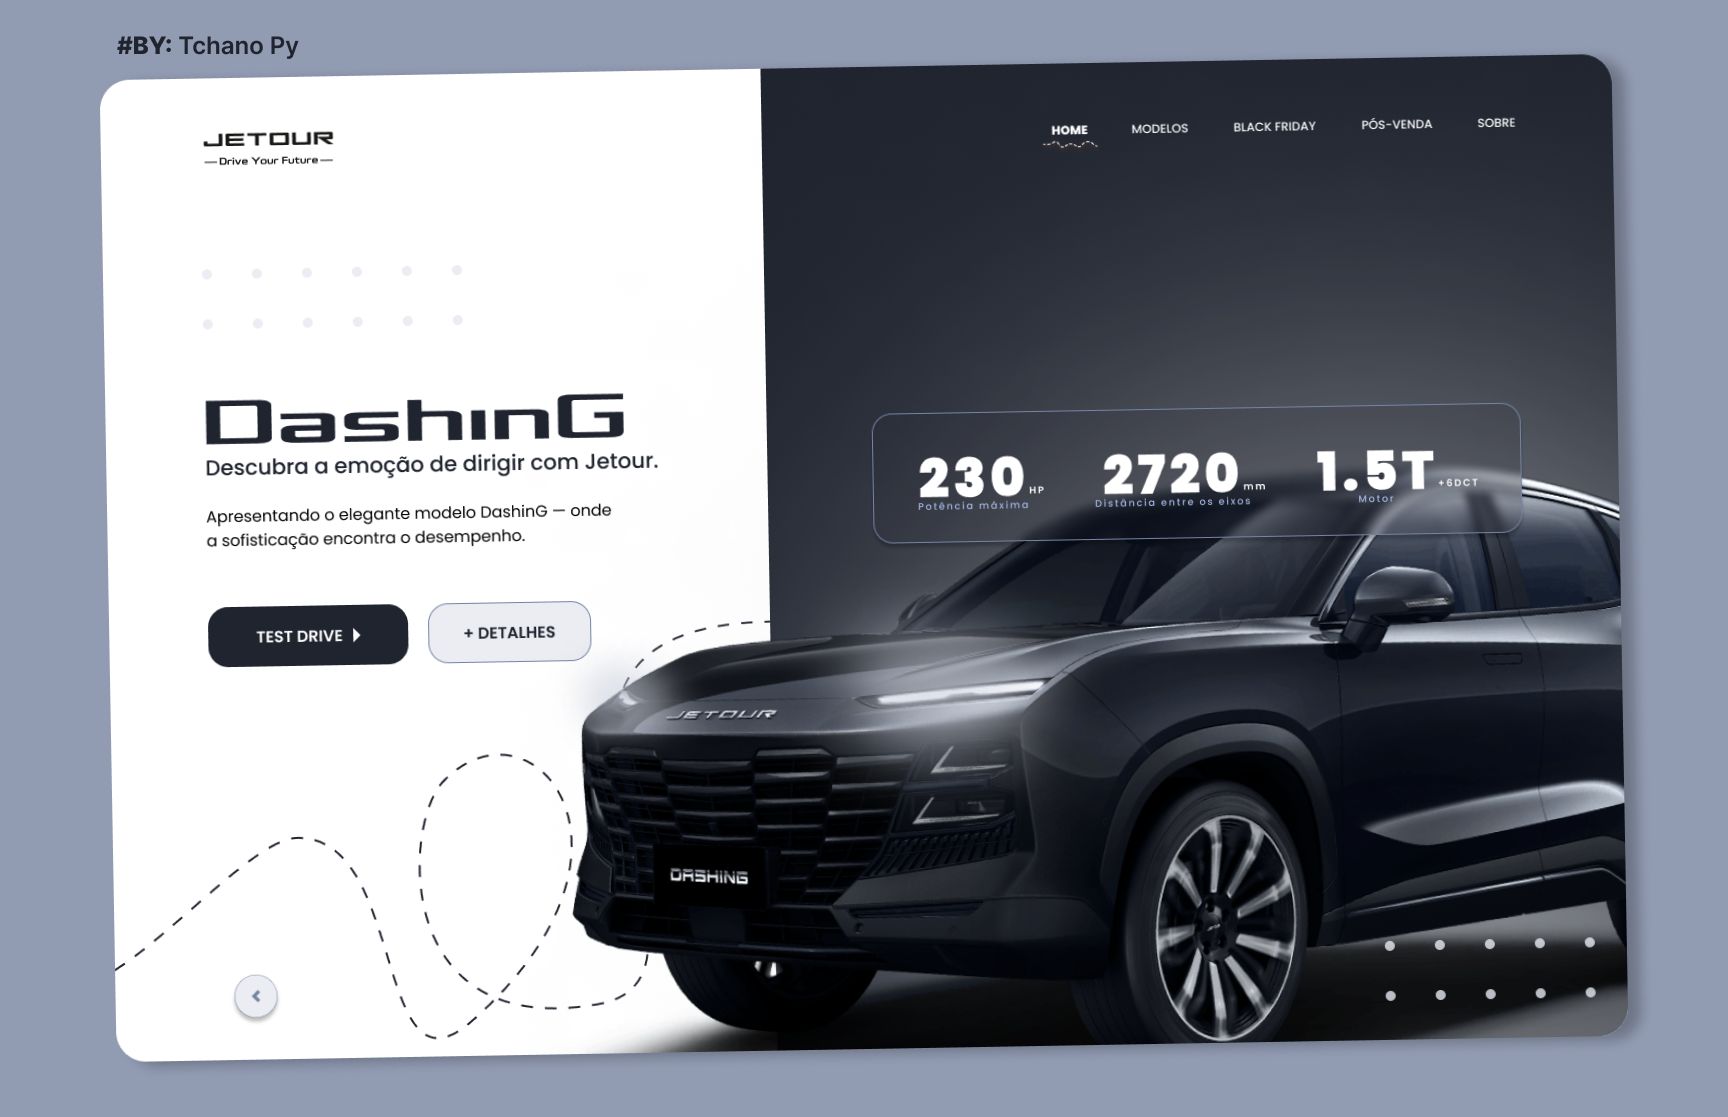 #BY: Tchano Py
JETOUR
Drive Your Future
HOME
MODELOS
BLACK FRIDAY
PÓS-VENDA
SOBRE
DashinG
Descubra a emoção de dirigir com Jetour.
Apresentando o elegante modelo DashinG — onde
a sofisticação encontra o desempenho.
TEST DRIVE
+ DETALHES
230 HP
Potência máxima
2720 mm
Distância entre os eixos
1.5T +6DCT
Motor
JETOUR
DASHING